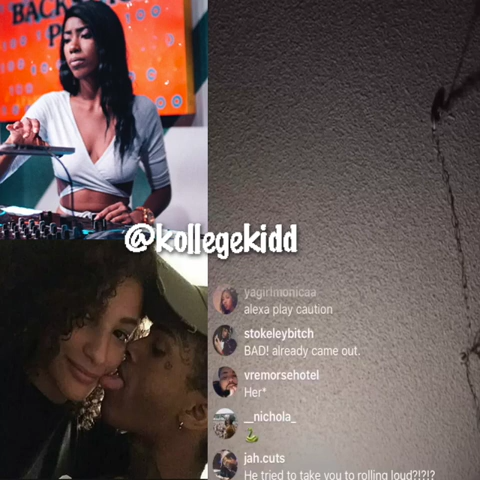 BACK
P
@kollegekidd
yagirlmonicaa
alexa play caution
stokeleybitch
BAD! already came out.
vremorsehotel
Her*
__nichola_
🐍
jah.cuts
He tried to take you to rolling loud?!?!?